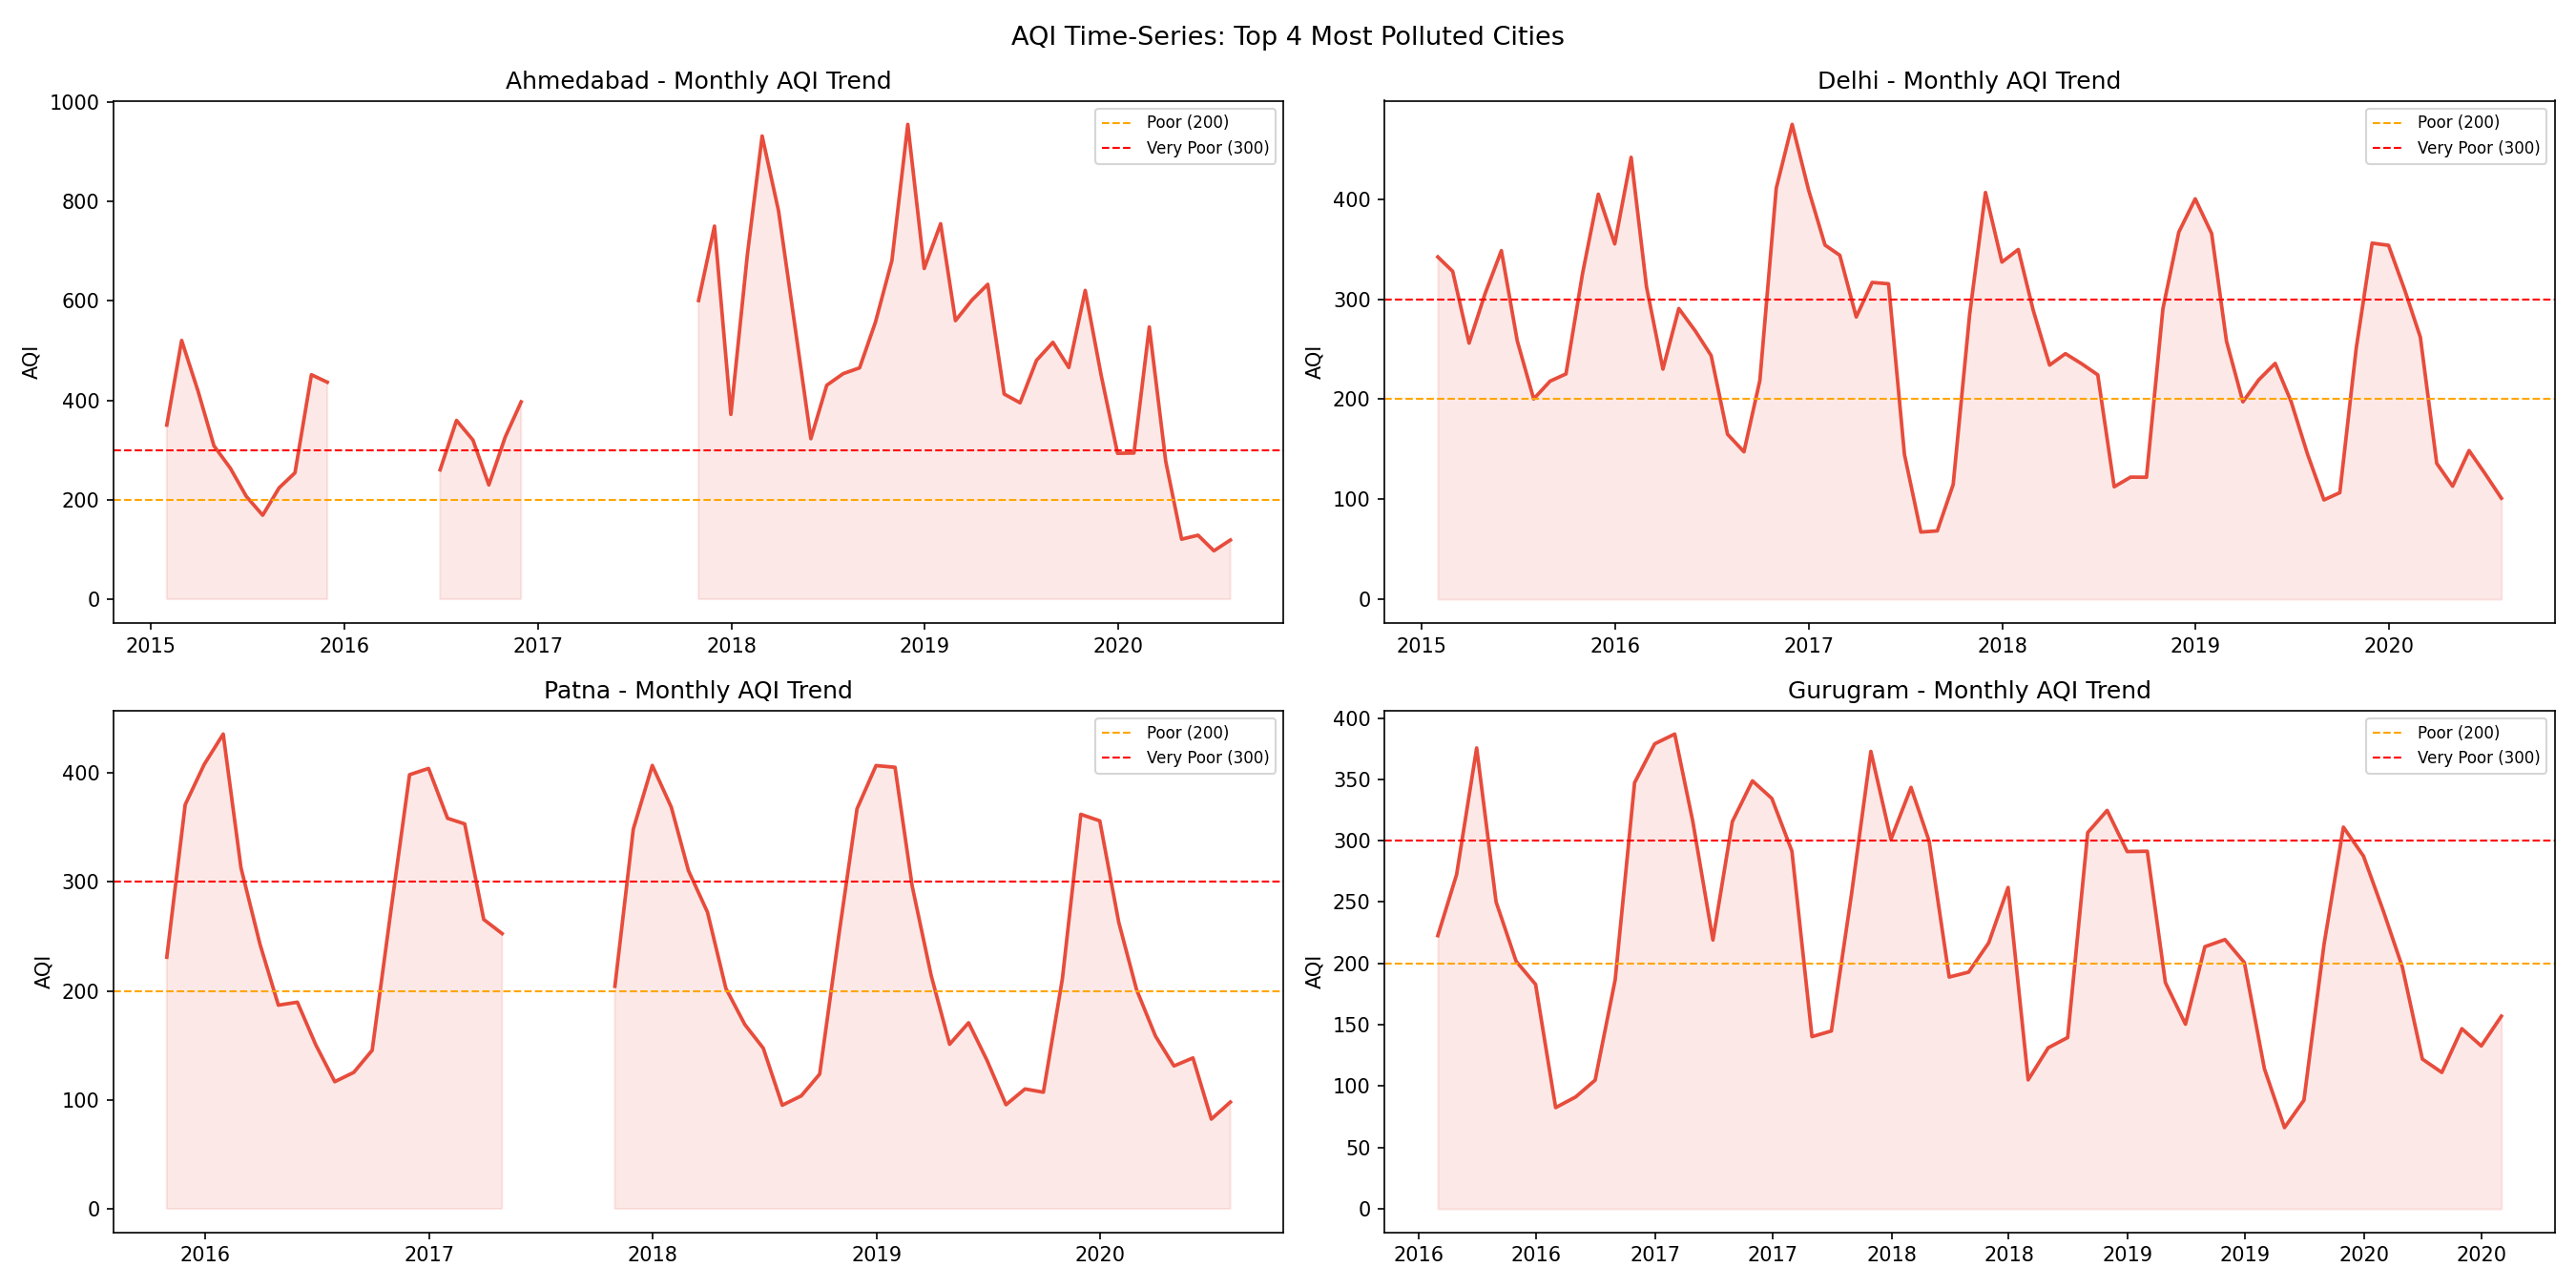 AQI Time-Series: Top 4 Most Polluted Cities
Ahmedabad - Monthly AQI Trend
1000
800
600
400
200
0
AQI
Poor (200)
Very Poor (300)
2015 2016 2017 2018 2019 2020
Delhi - Monthly AQI Trend
400
300
200
100
0
AQI
Poor (200)
Very Poor (300)
2015 2016 2017 2018 2019 2020
Patna - Monthly AQI Trend
400
300
200
100
0
AQI
Poor (200)
Very Poor (300)
2016 2017 2018 2019 2020
Gurugram - Monthly AQI Trend
400
350
300
250
200
150
100
50
0
AQI
Poor (200)
Very Poor (300)
2016 2016 2017 2017 2018 2018 2019 2019 2020 2020